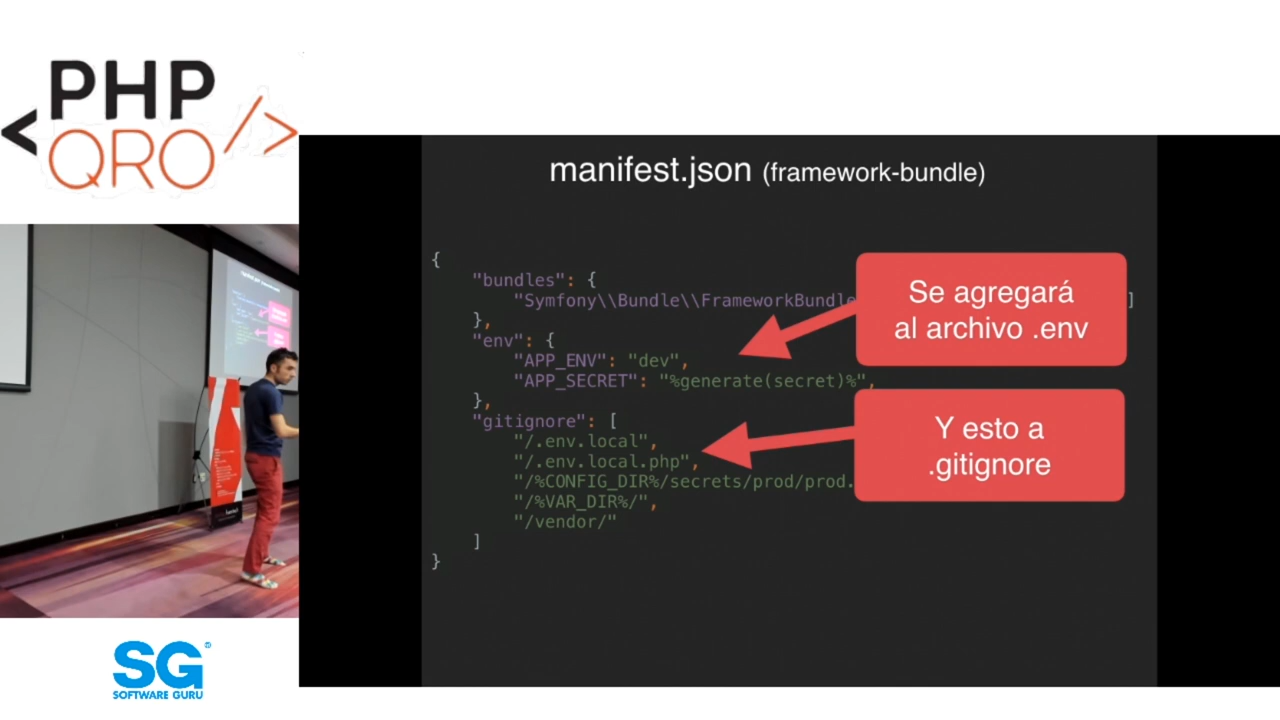 PHP
< QRO />
manifest.json (framework-bundle)
{
"bundles": {
"Symfony\\Bundle\\FrameworkBundle
]
},
"env": {
"APP_ENV": "dev",
"APP_SECRET": "%generate(secret)%",
},
"gitignore": [
"/.env.local",
"/.env.local.php",
"/%CONFIG_DIR%/secrets/prod/prod.
"/%VAR_DIR%/",
"/vendor/"
]
}
Se agregará
al archivo .env
Y esto a
.gitignore
SG®
SOFTWARE GURU